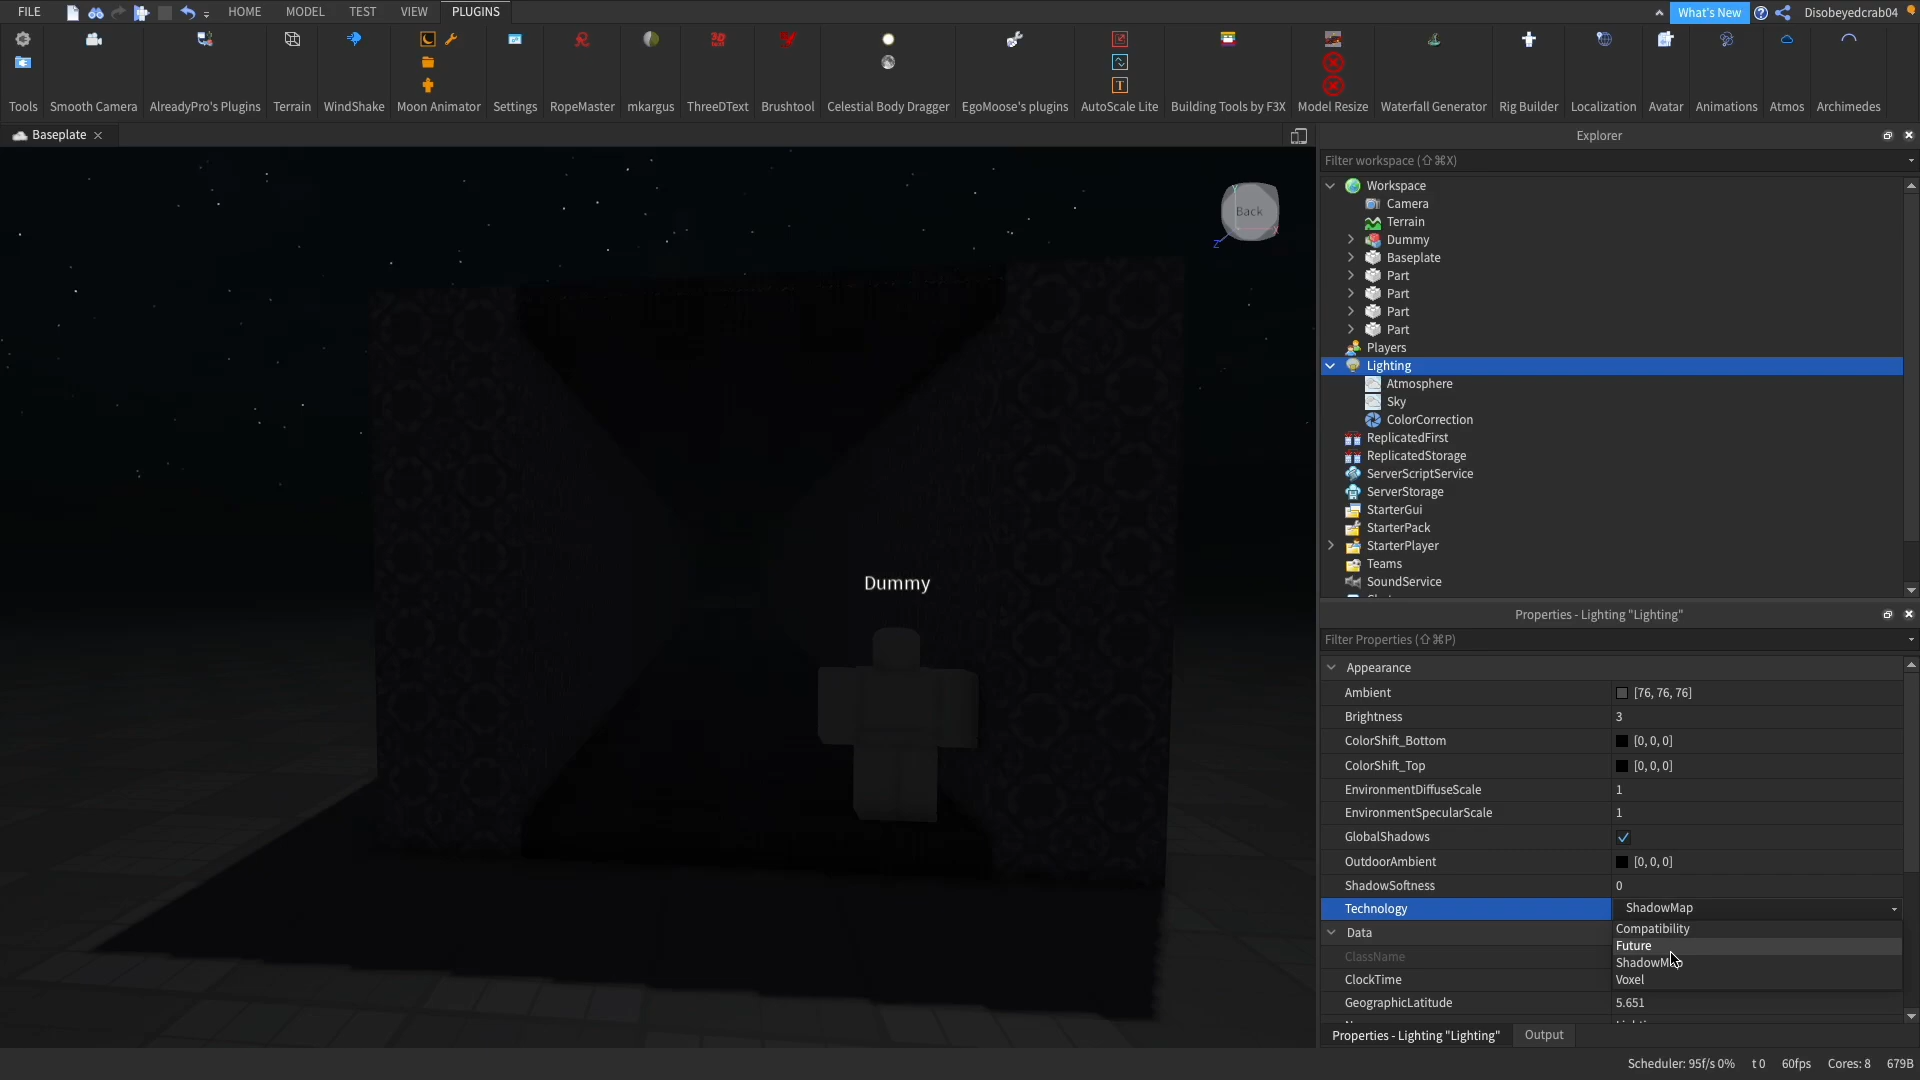 FILE HOME MODEL TEST VIEW PLUGINS What's New Disobeyedcrab04
Tools Smooth Camera AlreadyPro's Plugins Terrain WindShake Moon Animator Settings RopeMaster mkargus ThreeDText Brushtool Celestial Body Dragger EgoMoose's plugins AutoScale Lite Building Tools by F3X Model Resize Waterfall Generator Rig Builder Localization Avatar Animations Atmos Archimedes
Baseplate
Explorer
Filter workspace (⇧⌘X)
Workspace
Camera
Terrain
Dummy
Baseplate
Part
Part
Part
Part
Players
Lighting
Atmosphere
Sky
ColorCorrection
ReplicatedFirst
ReplicatedStorage
ServerScriptService
ServerStorage
StarterGui
StarterPack
StarterPlayer
Teams
SoundService
Back
Y
X
Z
Dummy
Properties - Lighting "Lighting"
Filter Properties (⇧⌘P)
Appearance
Ambient [76, 76, 76]
Brightness 3
ColorShift_Bottom [0, 0, 0]
ColorShift_Top [0, 0, 0]
EnvironmentDiffuseScale 1
EnvironmentSpecularScale 1
GlobalShadows
OutdoorAmbient [0, 0, 0]
ShadowSoftness 0
Technology ShadowMap
Compatibility
Future
ShadowMap
Voxel
Data
ClassName
ClockTime
GeographicLatitude 5.651
Properties - Lighting "Lighting" Output
Scheduler: 95f/s 0% t 0 60fps Cores: 8 679B